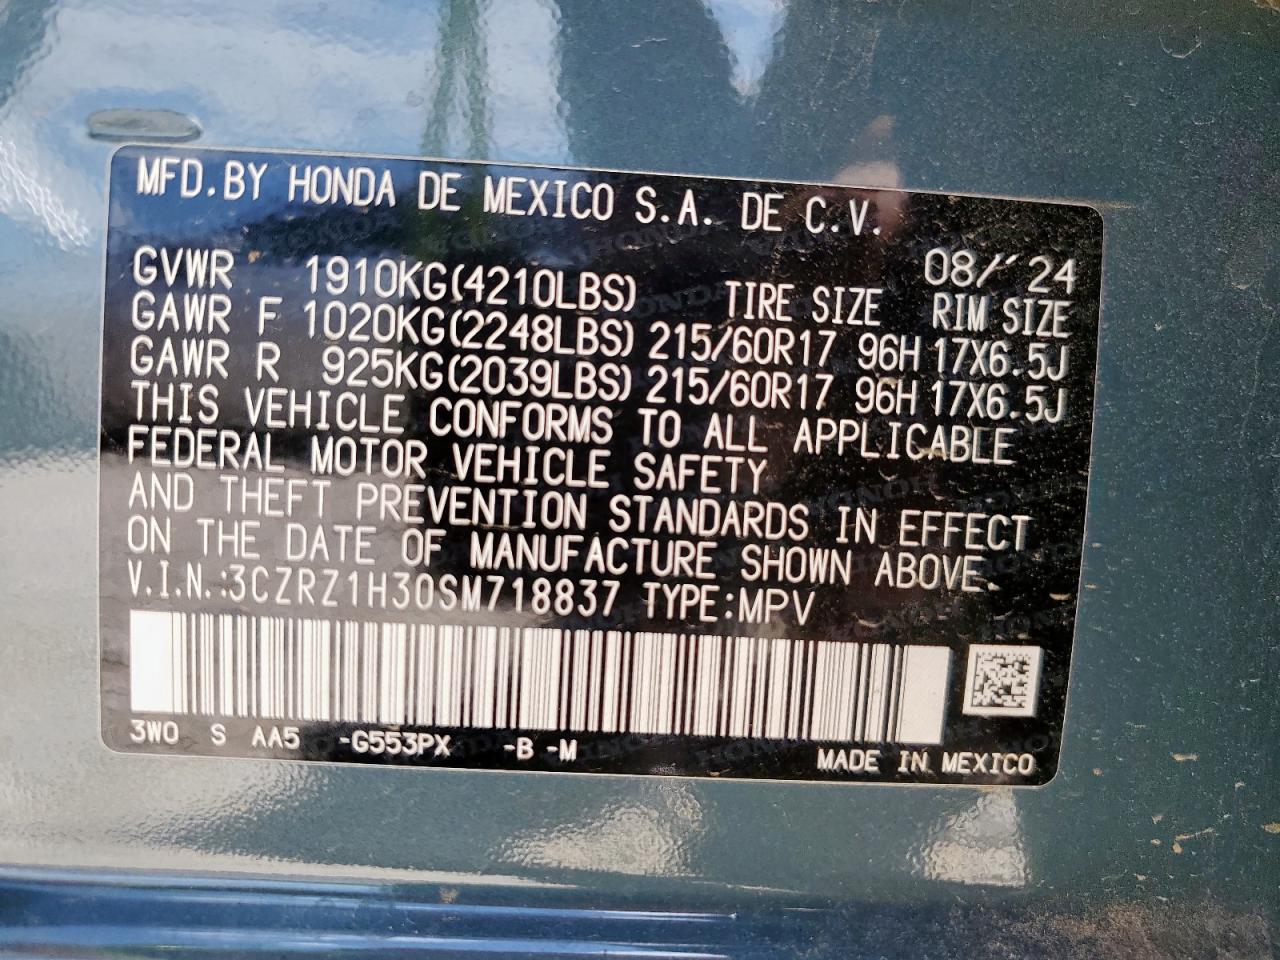 MFD.BY HONDA DE MEXICO S.A. DE C.V.
08/'24
GVWR 1910KG(4210LBS) TIRE SIZE RIM SIZE
GAWR F 1020KG(2248LBS) 215/60R17 96H 17X6.5J
GAWR R 925KG(2039LBS) 215/60R17 96H 17X6.5J
THIS VEHICLE CONFORMS TO ALL APPLICABLE
FEDERAL MOTOR VEHICLE SAFETY
AND THEFT PREVENTION STANDARDS IN EFFECT
ON THE DATE OF MANUFACTURE SHOWN ABOVE.
V.I.N.:3CZRZ1H30SM718837 TYPE:MPV
3W0 S AA5 -G553PX -B -M
MADE IN MEXICO